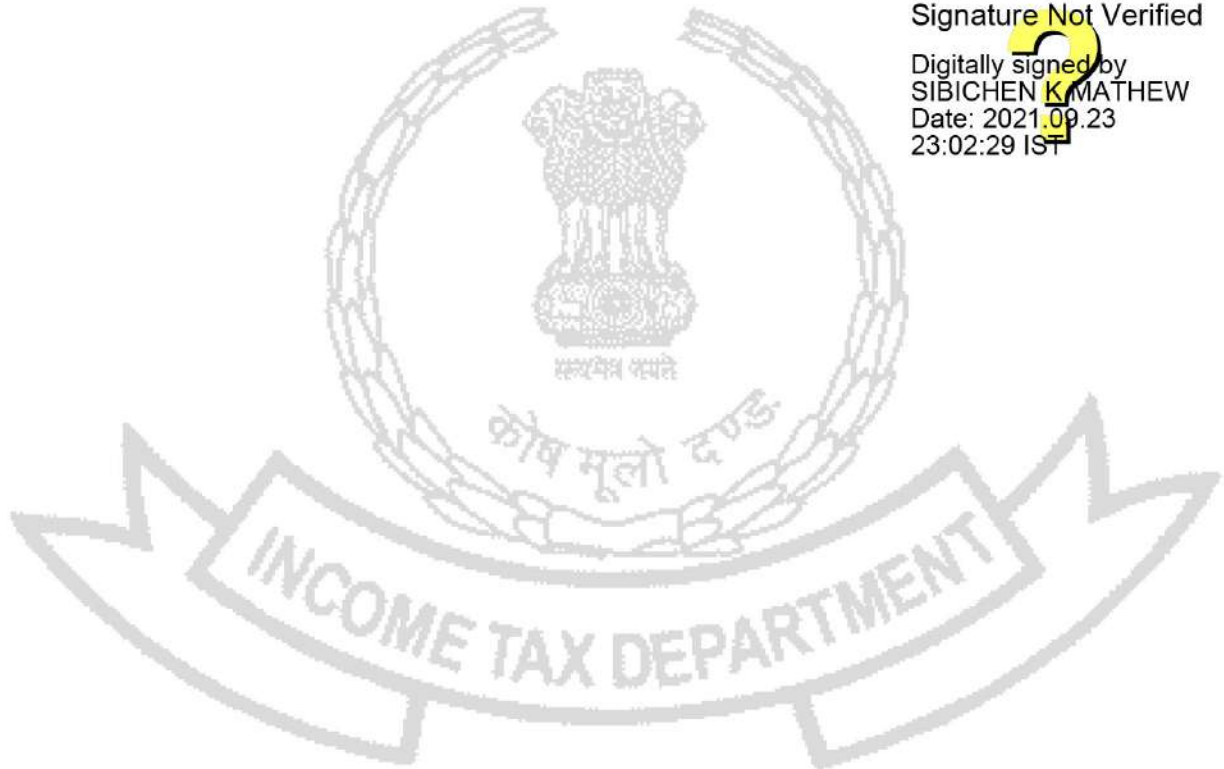 Signature Not Verified
Digitally signed by
SIBICHEN K MATHEW
Date: 2021.09.23
23:02:29 IST
सत्यमेव जयते
कोष मूलो दण्ड
INCOME TAX DEPARTMENT